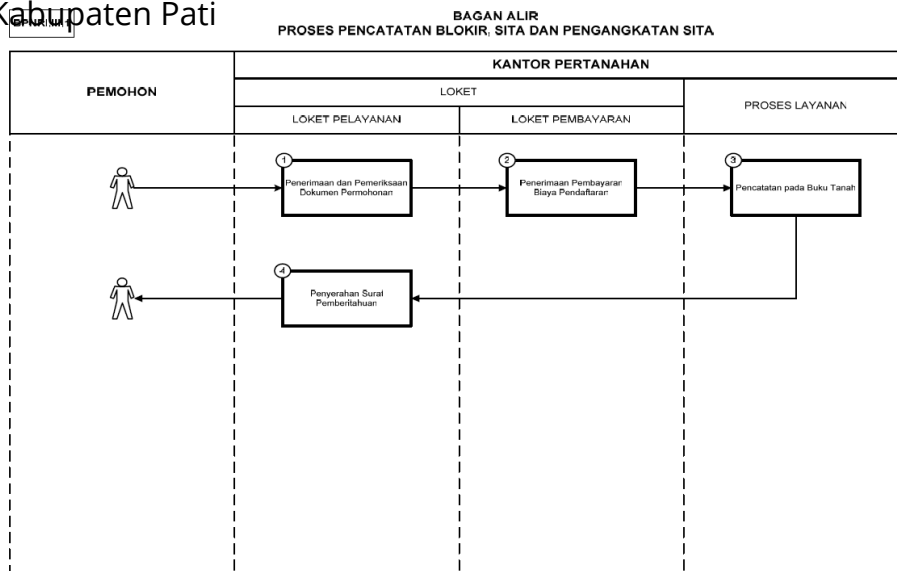 Kabupaten Pati
BAGAN ALIR
PROSES PENCATATAN BLOKIR, SITA DAN PENGANGKATAN SITA
PEMOHON
KANTOR PERTANAHAN
LOKET
PROSES LAYANAN
LOKET PELAYANAN
LOKET PEMBAYARAN
1
Penerimaan dan Pemeriksaan
Dokumen Permohonan
2
Penerimaan Pembayaran
Biaya Pendaftaran
3
Pencatatan pada Buku Tanah
4
Penyerahan Surat
Pemberitahuan